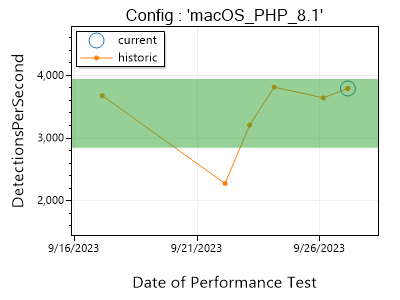 Config : 'macOS_PHP_8.1'
current
historic
DetectionsPerSecond
4,000
3,000
2,000
9/16/2023
9/21/2023
9/26/2023
Date of Performance Test